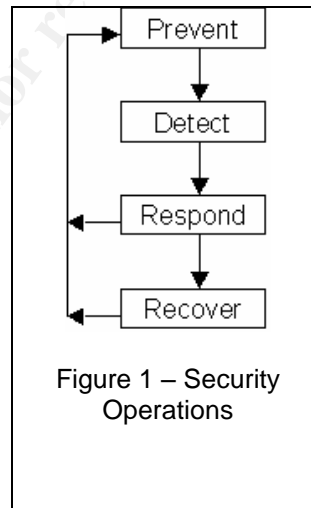 Prevent
Detect
Respond
Recover
Figure 1 – Security
Operations